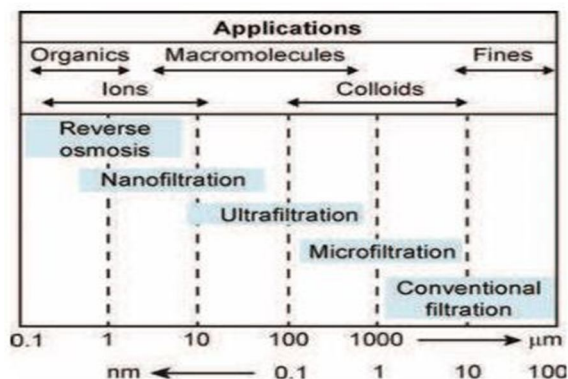 Applications
Organics Macromolecules Fines
Ions Colloids
Reverse
osmosis
Nanofiltration
Ultrafiltration
Microfiltration
Conventional
filtration
0.1 1 10 100 1000 μm
nm 0.1 1 10 100